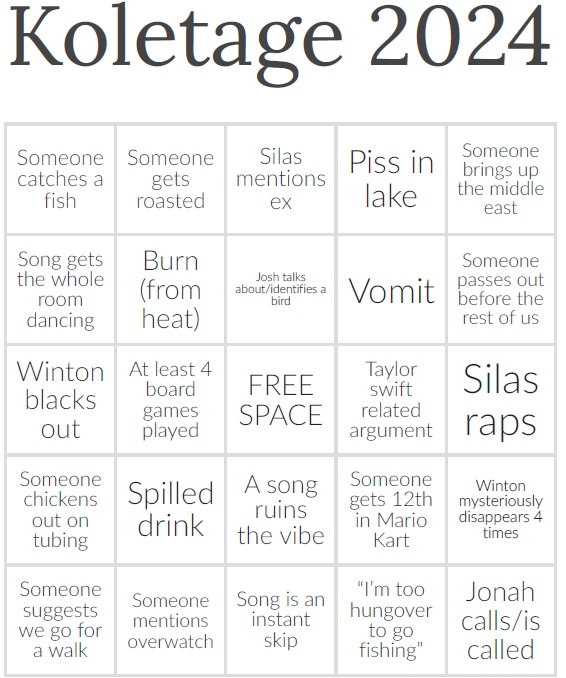 Koletage 2024
Someone
catches a
fish
Someone
gets
roasted
Silas
mentions
ex
Piss in
lake
Someone
brings up
the middle
east
Song gets
the whole
room
dancing
Burn
(from
heat)
Josh talks
about/identifies a
bird
Vomit
Someone
passes out
before the
rest of us
Winton
blacks
out
At least 4
board
games
played
FREE
SPACE
Taylor
swift
related
argument
Silas
raps
Someone
chickens
out on
tubing
Spilled
drink
A song
ruins
the vibe
Someone
gets 12th
in Mario
Kart
Winton
mysteriously
disappears 4
times
Someone
suggests
we go for
a walk
Someone
mentions
overwatch
Song is an
instant
skip
“I’m too
hungover
to go
fishing”
Jonah
calls/is
called